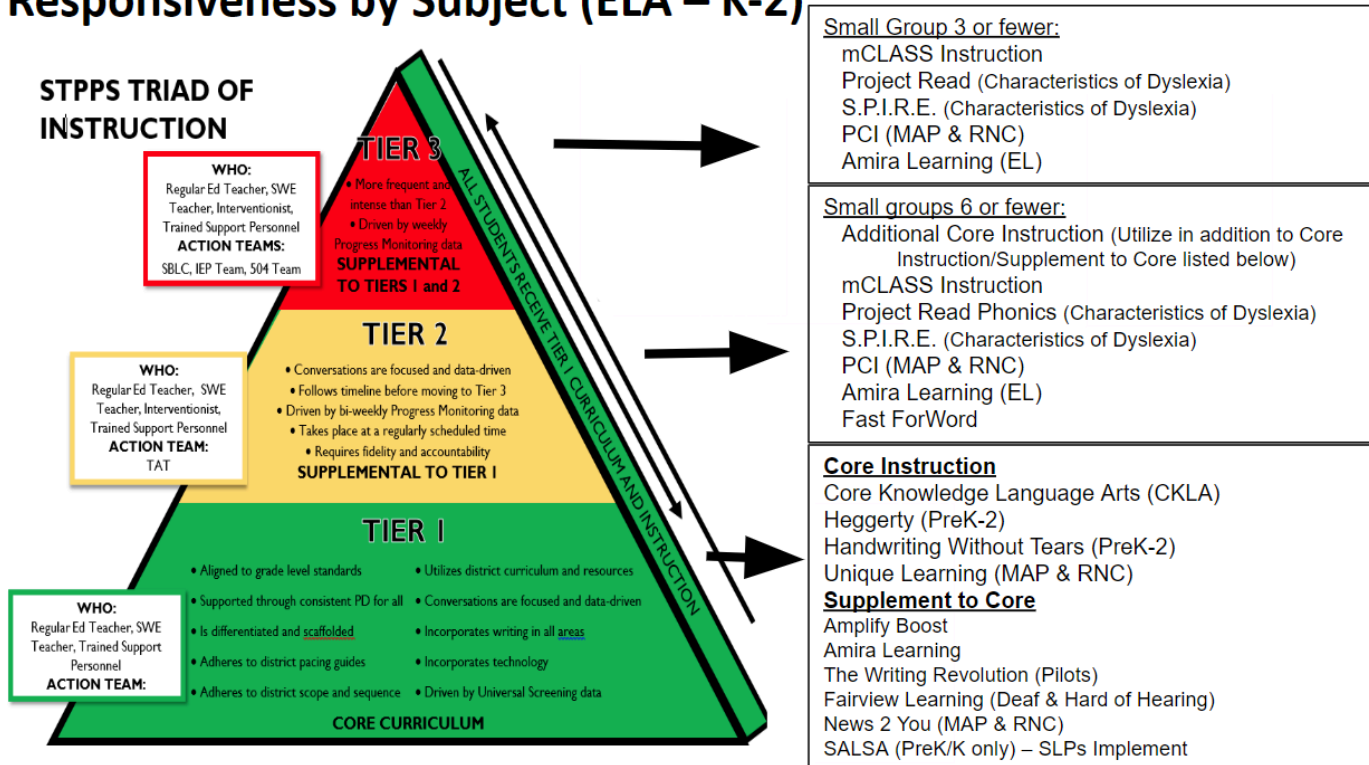 Responsiveness by Subject (ELA – K-2)
STPPS TRIAD OF
INSTRUCTION
WHO:
Regular Ed Teacher, SWE
Teacher, Interventionist,
Trained Support Personnel
ACTION TEAMS:
SBLC, IEP Team, 504 Team
TIER 3
• More frequent and
intense than Tier 2
• Driven by weekly
Progress Monitoring data
SUPPLEMENTAL
TO TIERS 1 and 2
WHO:
Regular Ed Teacher, SWE
Teacher, Interventionist,
Trained Support Personnel
ACTION TEAM:
TAT
TIER 2
• Conversations are focused and data-driven
• Follows timeline before moving to Tier 3
• Driven by bi-weekly Progress Monitoring data
• Takes place at a regularly scheduled time
• Requires fidelity and accountability
SUPPLEMENTAL TO TIER 1
WHO:
Regular Ed Teacher, SWE
Teacher, Trained Support
Personnel
ACTION TEAM:
TIER 1
• Aligned to grade level standards
• Supported through consistent PD for all
• Is differentiated and scaffolded
• Adheres to district pacing guides
• Adheres to district scope and sequence
• Utilizes district curriculum and resources
• Conversations are focused and data-driven
• Incorporates writing in all areas
• Incorporates technology
• Driven by Universal Screening data
CORE CURRICULUM
ALL STUDENTS RECEIVE TIER 1 CURRICULUM AND INSTRUCTION
Small Group 3 or fewer:
mCLASS Instruction
Project Read (Characteristics of Dyslexia)
S.P.I.R.E. (Characteristics of Dyslexia)
PCI (MAP & RNC)
Amira Learning (EL)
Small groups 6 or fewer:
Additional Core Instruction (Utilize in addition to Core
Instruction/Supplement to Core listed below)
mCLASS Instruction
Project Read Phonics (Characteristics of Dyslexia)
S.P.I.R.E. (Characteristics of Dyslexia)
PCI (MAP & RNC)
Amira Learning (EL)
Fast ForWord
Core Instruction
Core Knowledge Language Arts (CKLA)
Heggerty (PreK-2)
Handwriting Without Tears (PreK-2)
Unique Learning (MAP & RNC)
Supplement to Core
Amplify Boost
Amira Learning
The Writing Revolution (Pilots)
Fairview Learning (Deaf & Hard of Hearing)
News 2 You (MAP & RNC)
SALSA (PreK/K only) – SLPs Implement